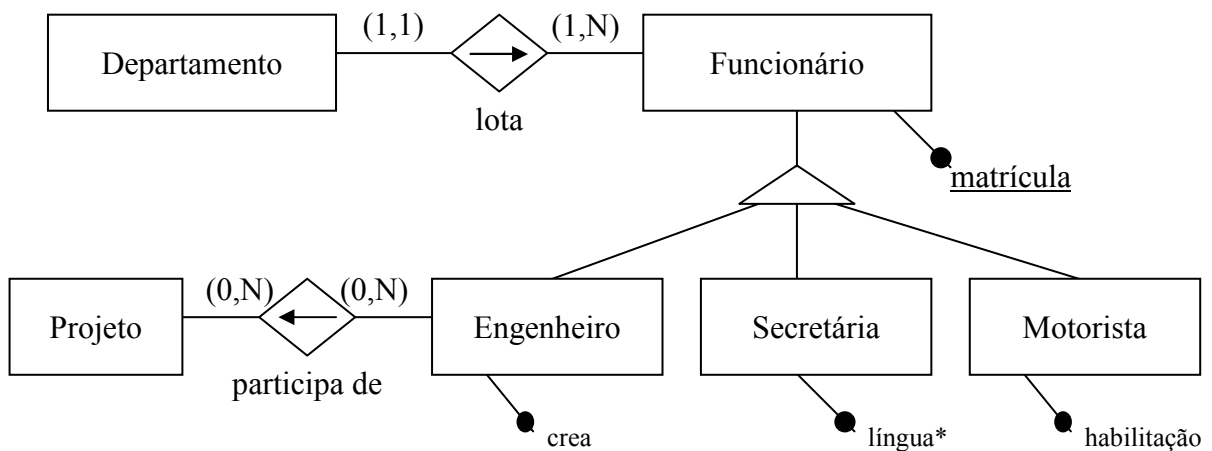 (1,1)
(1,N)
Departamento
Funcionário
lota
matrícula
(0,N)
(0,N)
Projeto
Engenheiro
Secretária
Motorista
participa de
crea
língua*
habilitação